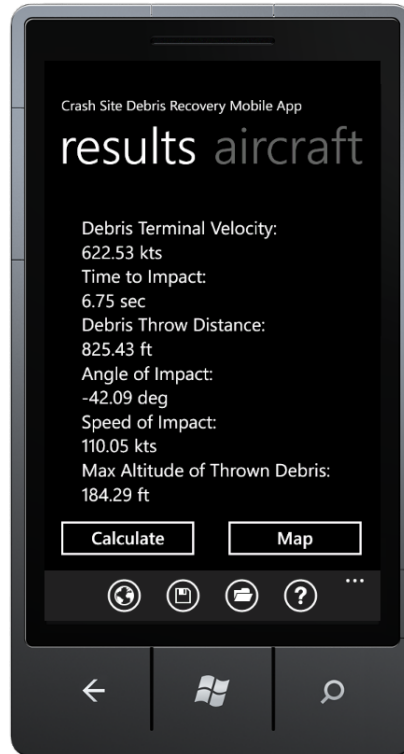 Crash Site Debris Recovery Mobile App
results aircraft
Debris Terminal Velocity:
622.53 kts
Time to Impact:
6.75 sec
Debris Throw Distance:
825.43 ft
Angle of Impact:
-42.09 deg
Speed of Impact:
110.05 kts
Max Altitude of Thrown Debris:
184.29 ft
Calculate Map
?